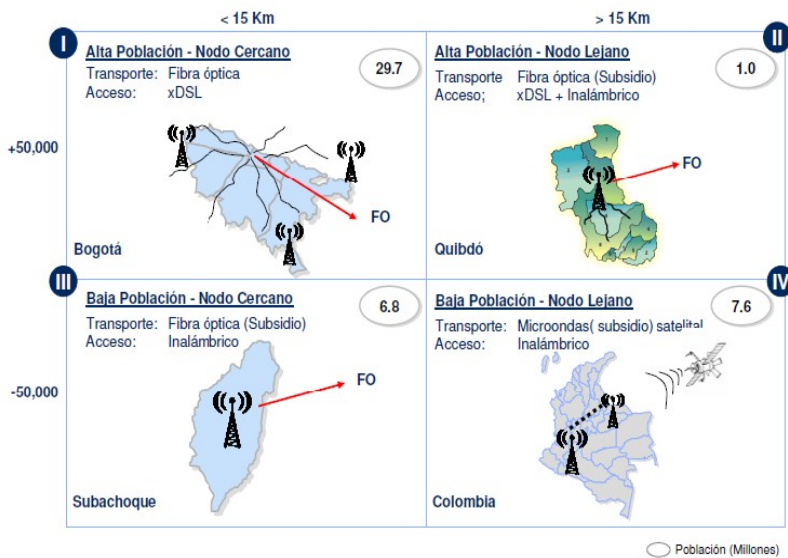 < 15 Km
> 15 Km
I
Alta Población - Nodo Cercano
Transporte: Fibra óptica
Acceso: xDSL
29.7
+50,000
FO
Bogotá
II
Alta Población - Nodo Lejano
Transporte Fibra óptica (Subsidio)
Acceso; xDSL + Inalámbrico
1.0
FO
Quibdó
III
Baja Población - Nodo Cercano
Transporte: Fibra óptica (Subsidio)
Acceso: Inalámbrico
6.8
-50,000
FO
Subachoque
IV
Baja Población - Nodo Lejano
Transporte: Microondas( subsidio) satelital
Acceso: Inalámbrico
7.6
Colombia
Población (Millones)